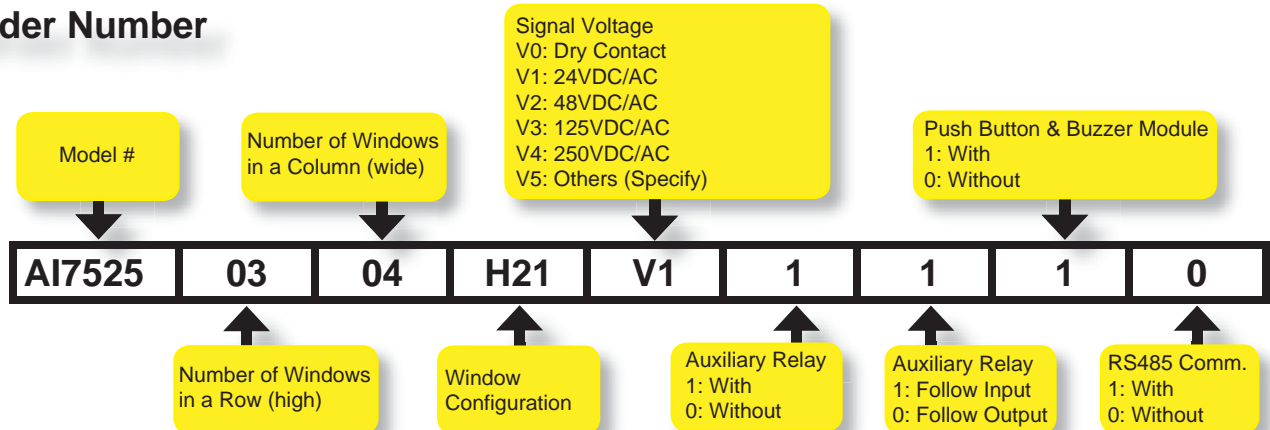 der Number
Signal Voltage
V0: Dry Contact
V1: 24VDC/AC
V2: 48VDC/AC
V3: 125VDC/AC
V4: 250VDC/AC
V5: Others (Specify)
Model #
Number of Windows
in a Column (wide)
Push Button & Buzzer Module
1: With
0: Without
AI7525 03 04 H21 V1 1 1 1 0
Number of Windows
in a Row (high)
Window
Configuration
Auxiliary Relay
1: With
0: Without
Auxiliary Relay
1: Follow Input
0: Follow Output
RS485 Comm.
1: With
0: Without